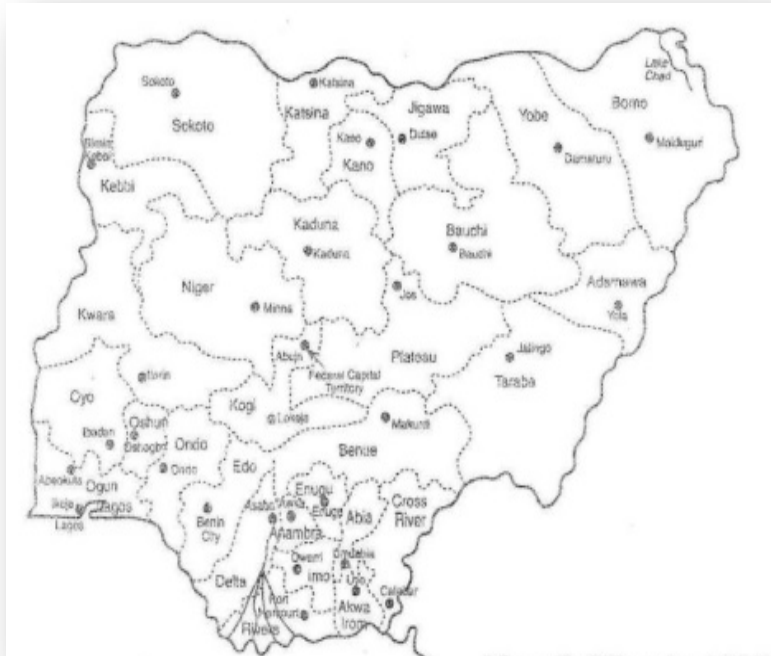 Sokoto
Sokoto
Katsina
Katsina
Jigawa
Yobe
Borno
Lake
Chad
Kano
Dutse
Kano
Damaturu
Maiduguri
Kebbi
Kaduna
Kaduna
Bauchi
Bauchi
Adamawa
Yola
Niger
Minna
Jos
Kwara
Abuja
Federal Capital
Territory
Plateau
Jalingo
Taraba
Ilorin
Oyo
Kogi
Lokoja
Makurdi
Ibadan
Oshun
Oshogbo
Ondo
Ondo
Edo
Benue
Abeokuta
Ogun
Ikeja
Lagos
Lagos
Benin
City
Asaba
Awka
Enugu
Enugu
Anambra
Abia
Cross
River
Owerri
Imo
Umuahia
Uyo
Delta
Port
Harcourt
Rivers
Akwa
Calabar